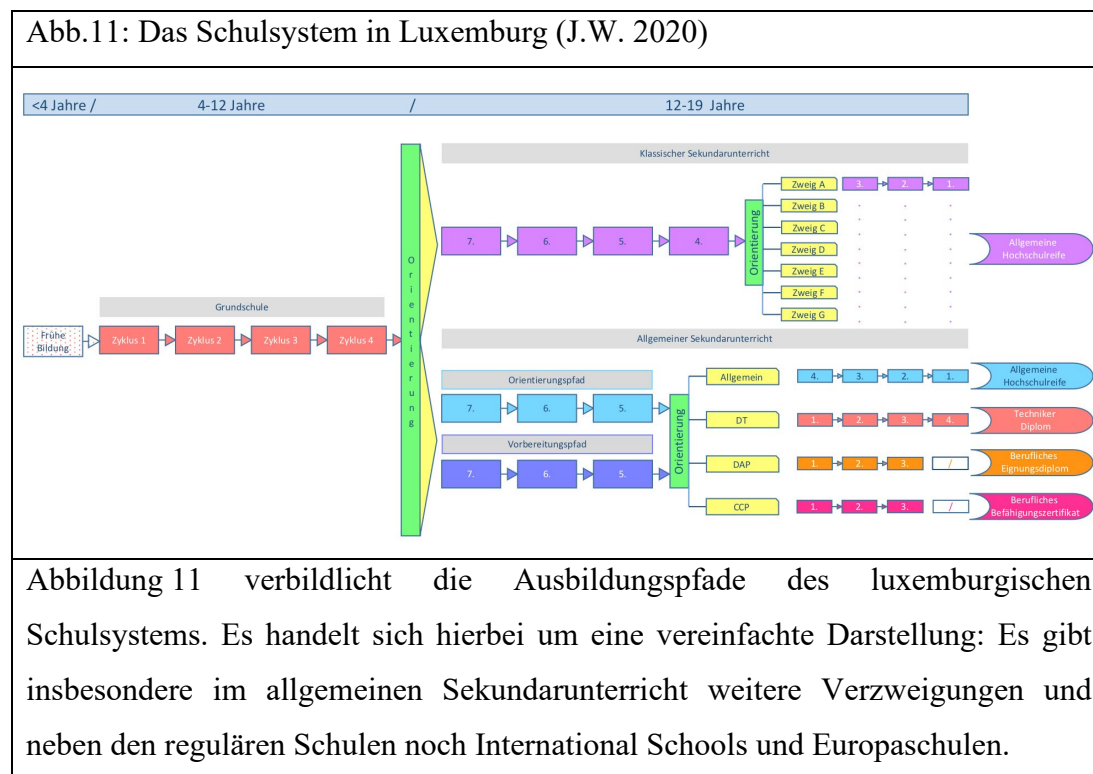 Abb.11: Das Schulsystem in Luxemburg (J.W. 2020)
<4 Jahre / 4-12 Jahre / 12-19 Jahre
Klassischer Sekundarunterricht
Zweig A 3. 2. 1.
Zweig B
Zweig C
7. 6. 5. 4. Orientierung Zweig D Allgemeine Hochschulreife
Zweig E
Zweig F
Zweig G
Grundschule
Frühe Bildung Zyklus 1 Zyklus 2 Zyklus 3 Zyklus 4 Orientierung
Allgemeiner Sekundarunterricht
Orientierungspfad
7. 6. 5.
Vorbereitungspfad
7. 6. 5.
Orientierung
Allgemein 4. 3. 2. 1. Allgemeine Hochschulreife
DT 1. 2. 3. 4. Techniker Diplom
DAP 1. 2. 3. / Berufliches Eignungsdiplom
CCP 1. 2. 3. / Berufliches Befähigungszertifikat
Abbildung 11 verbildlicht die Ausbildungspfade des luxemburgischen
Schulsystems. Es handelt sich hierbei um eine vereinfachte Darstellung: Es gibt
insbesondere im allgemeinen Sekundarunterricht weitere Verzweigungen und
neben den regulären Schulen noch International Schools und Europaschulen.